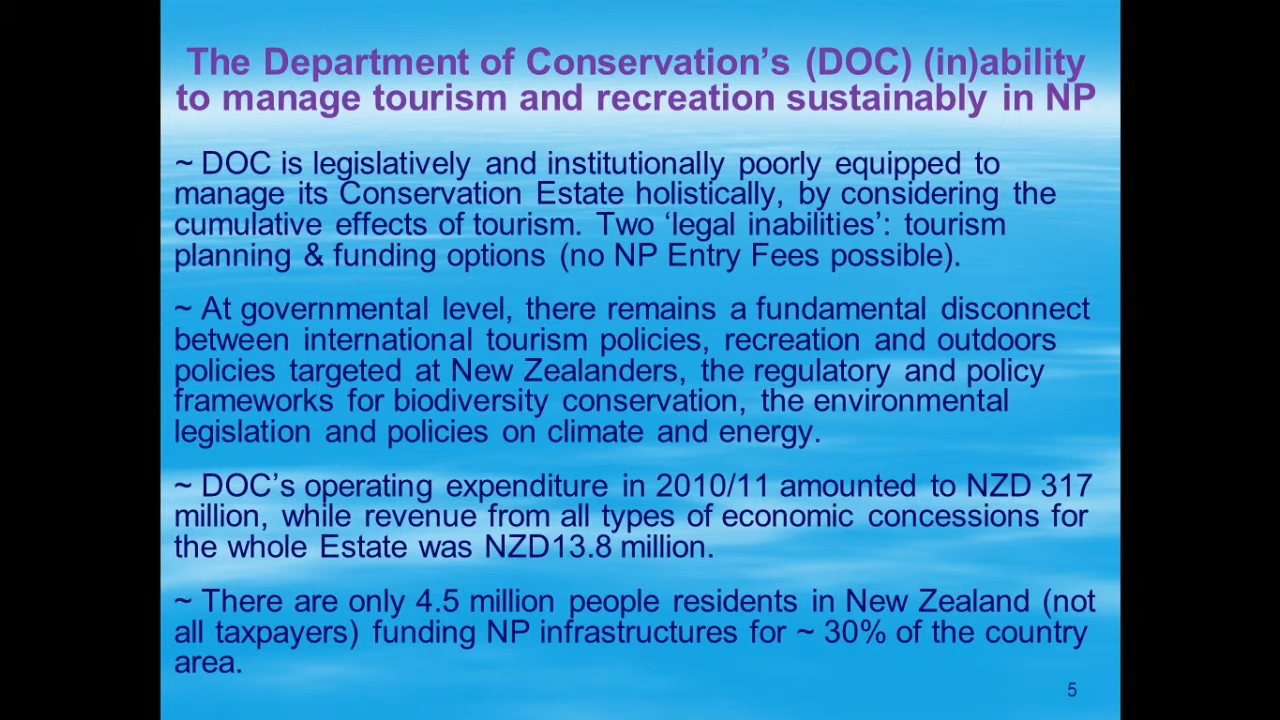 The Department of Conservation’s (DOC) (in)ability
to manage tourism and recreation sustainably in NP
~ DOC is legislatively and institutionally poorly equipped to
manage its Conservation Estate holistically, by considering the
cumulative effects of tourism. Two ‘legal inabilities’: tourism
planning & funding options (no NP Entry Fees possible).
~ At governmental level, there remains a fundamental disconnect
between international tourism policies, recreation and outdoors
policies targeted at New Zealanders, the regulatory and policy
frameworks for biodiversity conservation, the environmental
legislation and policies on climate and energy.
~ DOC’s operating expenditure in 2010/11 amounted to NZD 317
million, while revenue from all types of economic concessions for
the whole Estate was NZD13.8 million.
~ There are only 4.5 million people residents in New Zealand (not
all taxpayers) funding NP infrastructures for ~ 30% of the country
area.
5